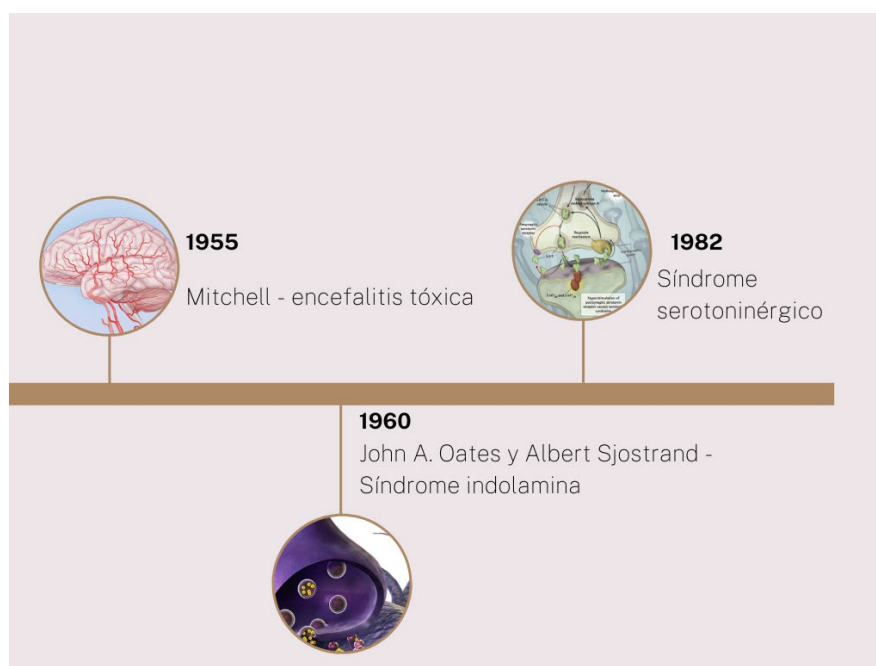 1955
Mitchell - encefalitis tóxica
1982
Síndrome
serotoninérgico
1960
John A. Oates y Albert Sjostrand -
Síndrome indolamina